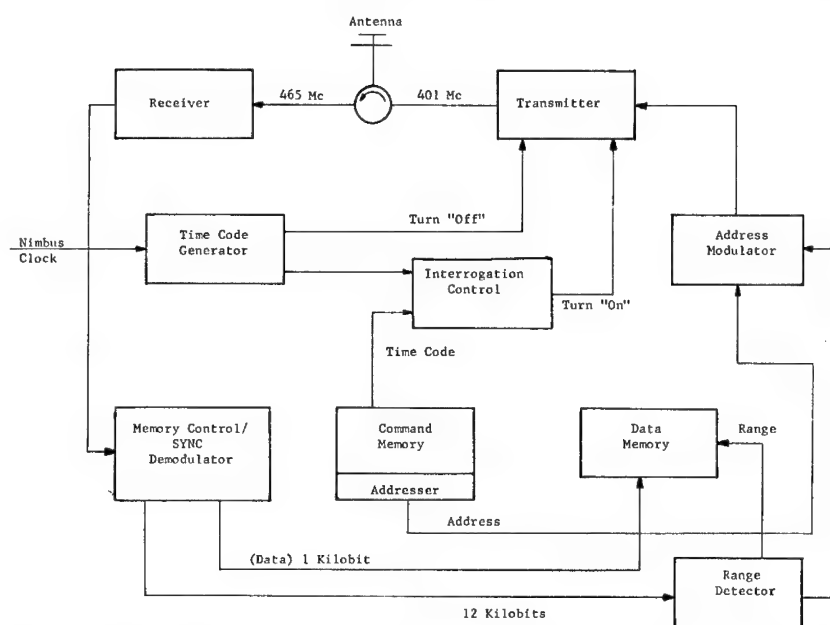 Antenna
Receiver
465 Mc
401 Mc
Transmitter
Nimbus
Clock
Time Code
Generator
Turn "Off"
Interrogation
Control
Turn "On"
Address
Modulator
Time Code
Memory Control/
SYNC
Demodulator
Command
Memory
Addresser
Data
Memory
Range
Address
(Data) 1 Kilobit
12 Kilobits
Range
Detector